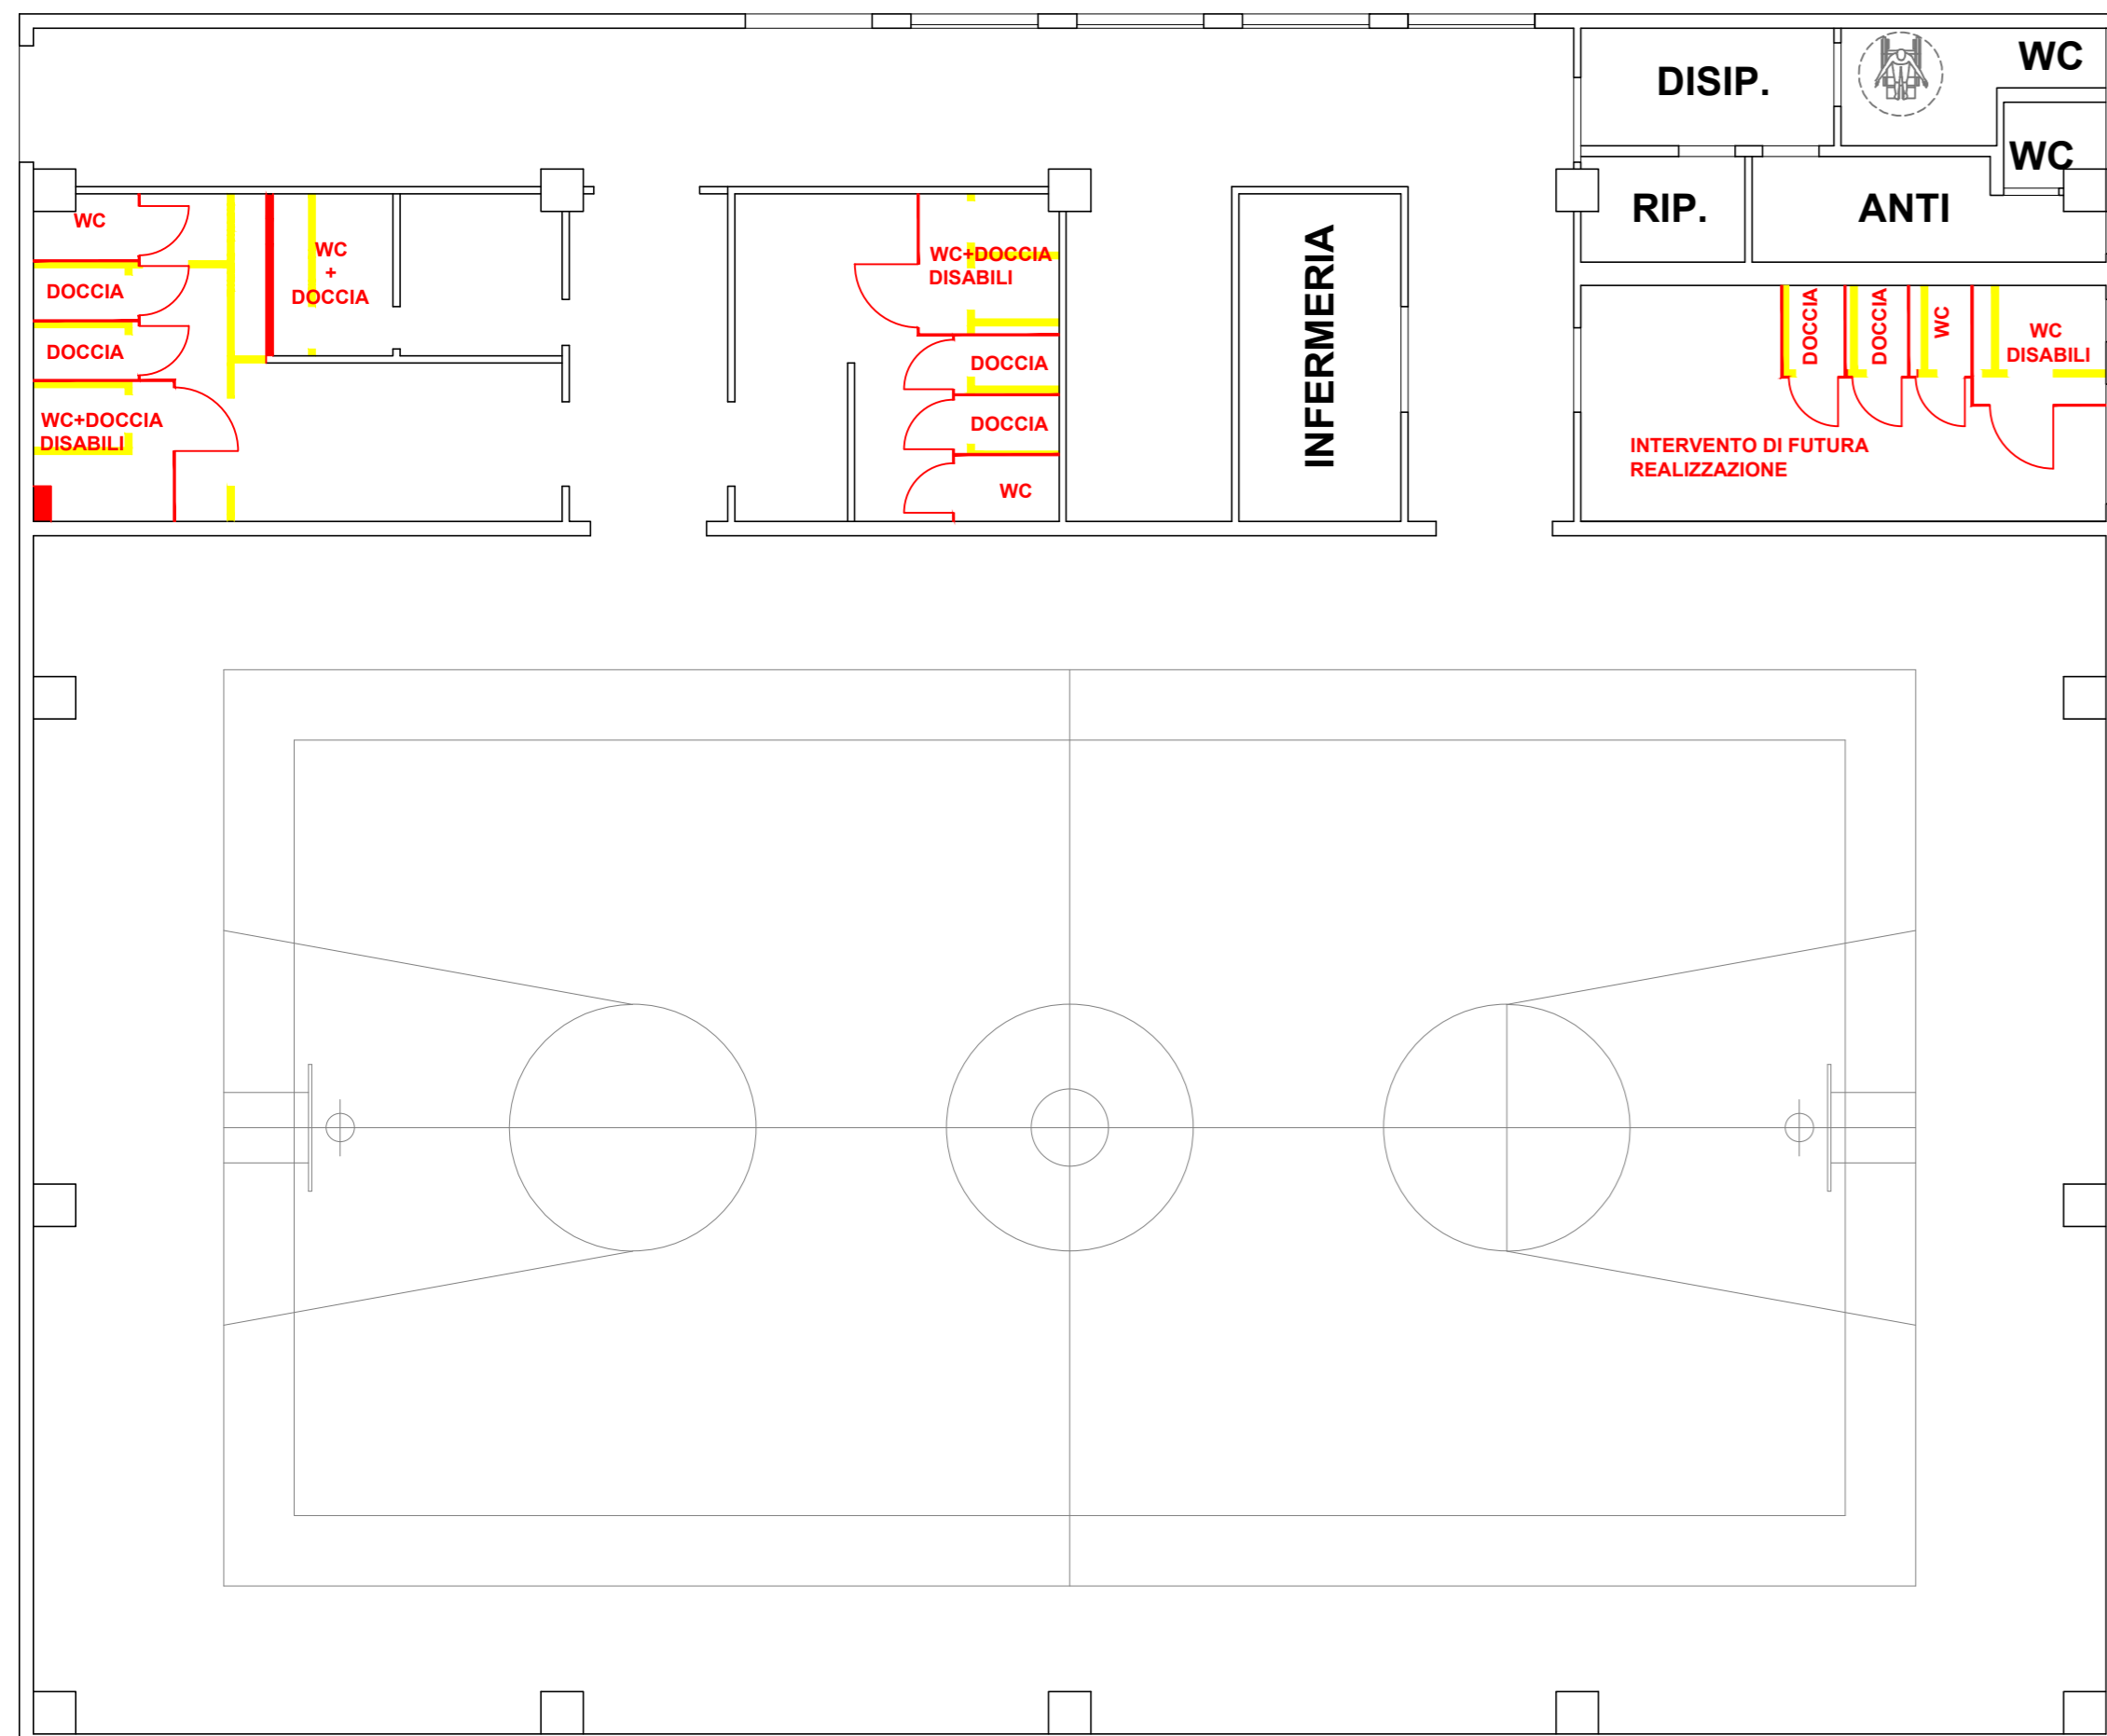 DISIP.
WC
WC
RIP.
ANTI
WC
DOCCIA
DOCCIA
WC+DOCCIA
DISABILI
WC
+
DOCCIA
WC+DOCCIA
DISABILI
DOCCIA
DOCCIA
WC
INFERMERIA
DOCCIA
DOCCIA
WC
WC
DISABILI
INTERVENTO DI FUTURA
REALIZZAZIONE